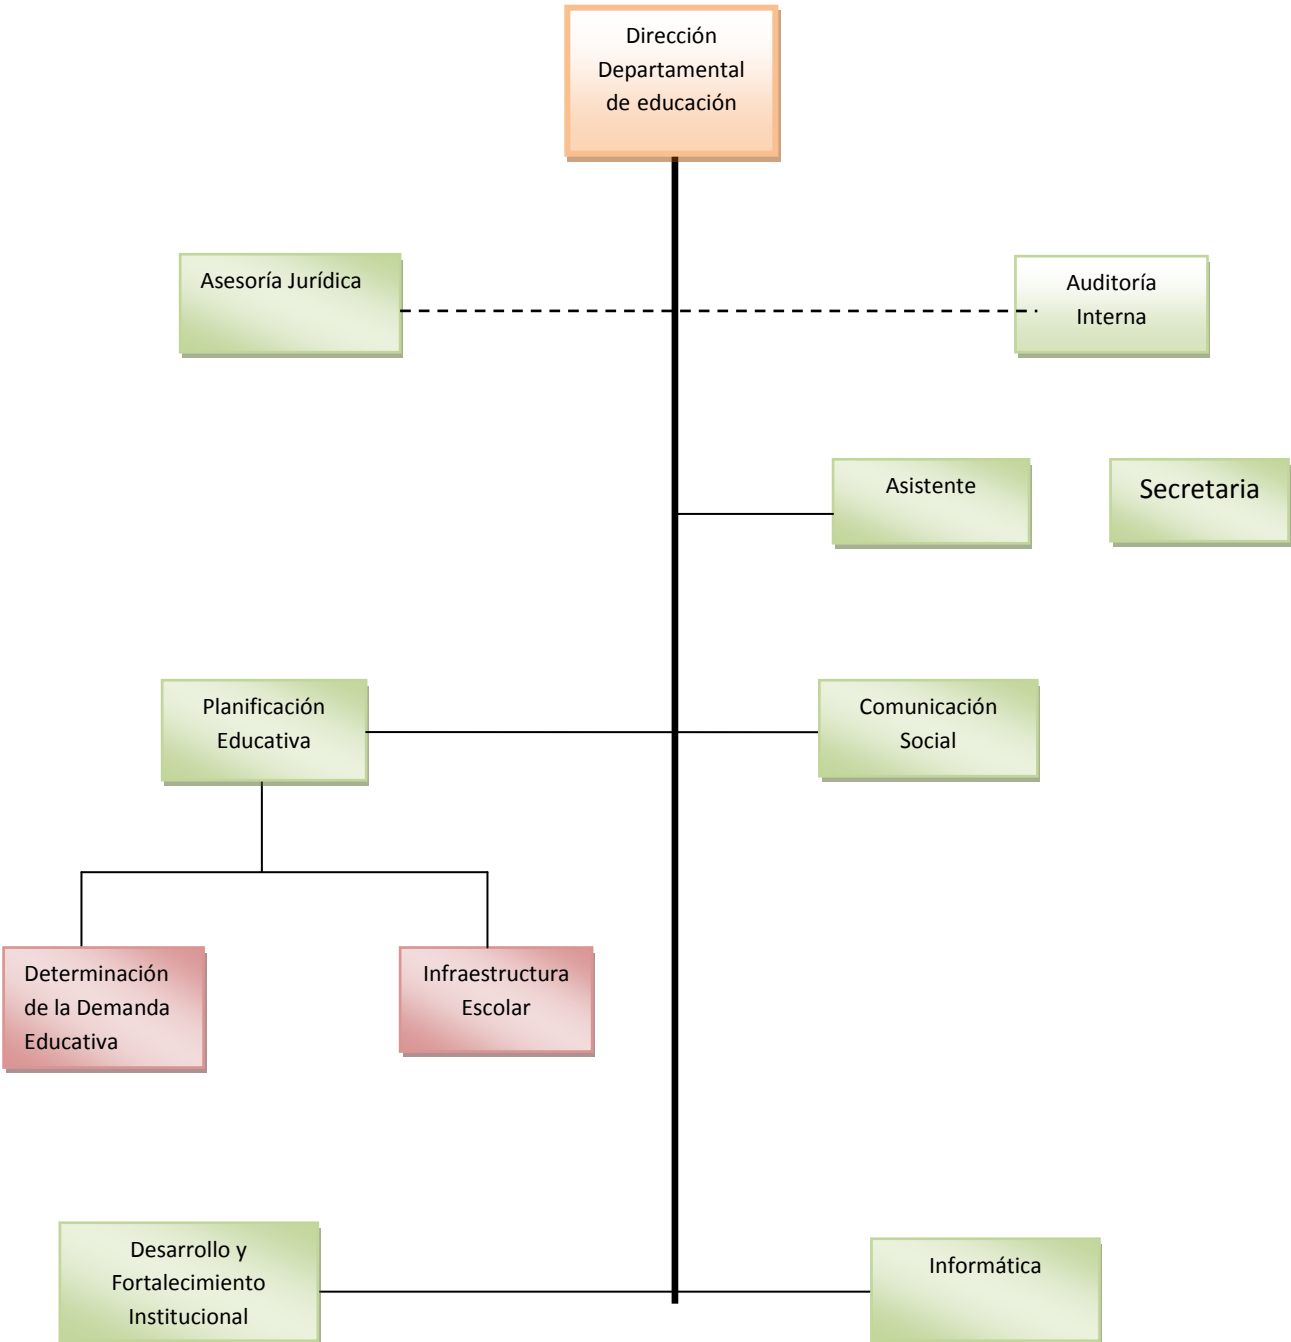 Dirección
Departamental
de educación
Asesoría Jurídica
Auditoría
Interna
Asistente
Secretaria
Planificación
Educativa
Comunicación
Social
Determinación
de la Demanda
Educativa
Infraestructura
Escolar
Desarrollo y
Fortalecimiento
Institucional
Informática